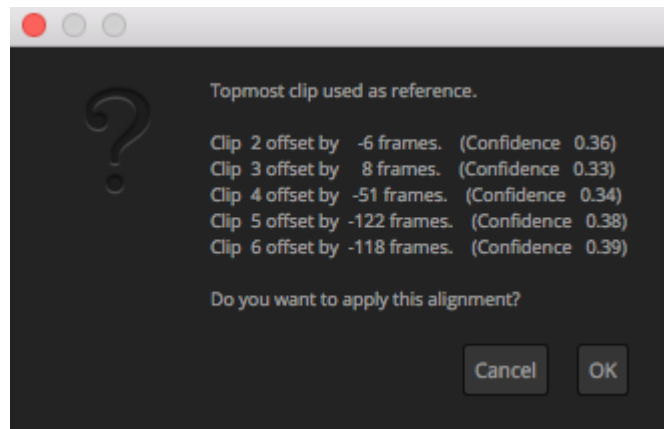 Topmost clip used as reference.
Clip 2 offset by -6 frames. (Confidence 0.36)
Clip 3 offset by 8 frames. (Confidence 0.33)
Clip 4 offset by -51 frames. (Confidence 0.34)
Clip 5 offset by -122 frames. (Confidence 0.38)
Clip 6 offset by -118 frames. (Confidence 0.39)
Do you want to apply this alignment?
Cancel OK